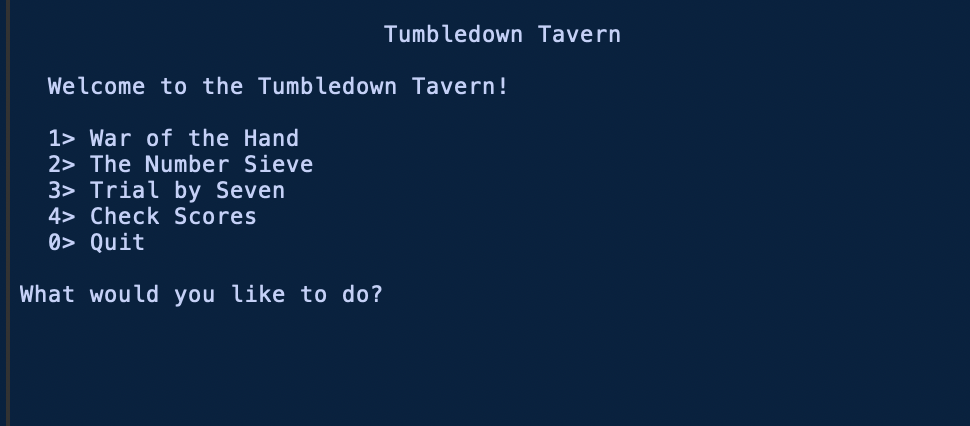 Tumbledown Tavern
Welcome to the Tumbledown Tavern!
1> War of the Hand
2> The Number Sieve
3> Trial by Seven
4> Check Scores
0> Quit
What would you like to do?